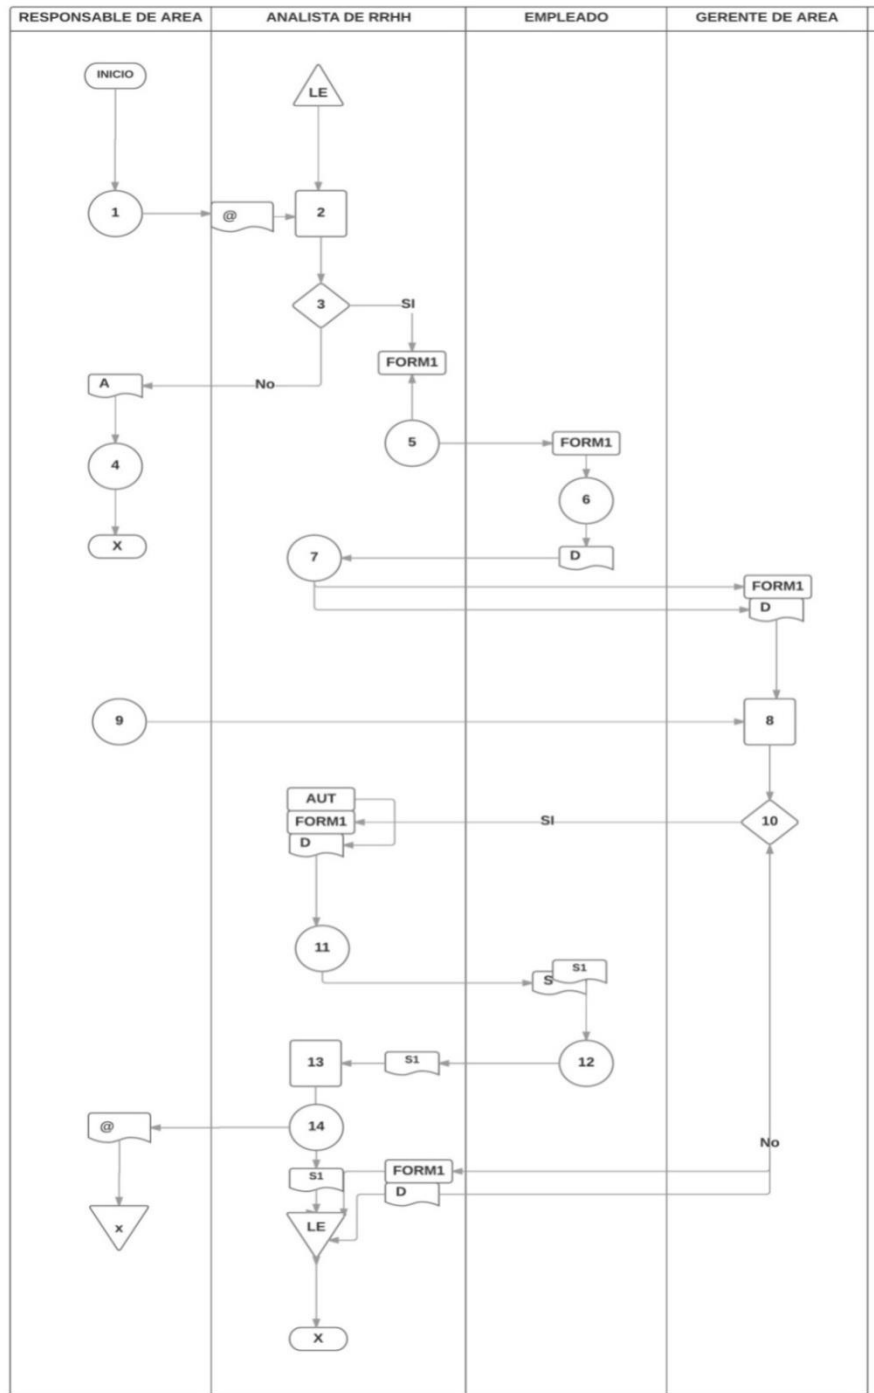 RESPONSABLE DE AREA ANALISTA DE RRHH EMPLEADO GERENTE DE AREA
INICIO
LE
1 @ 2
3 SI
FORM1
A No
5 FORM1
4
6
X
7 D
FORM1
D
9 8
AUT
FORM1 SI 10
D
11
S1
S
13 S1 12
@ 14
No
S1 FORM1
D
x LE
X